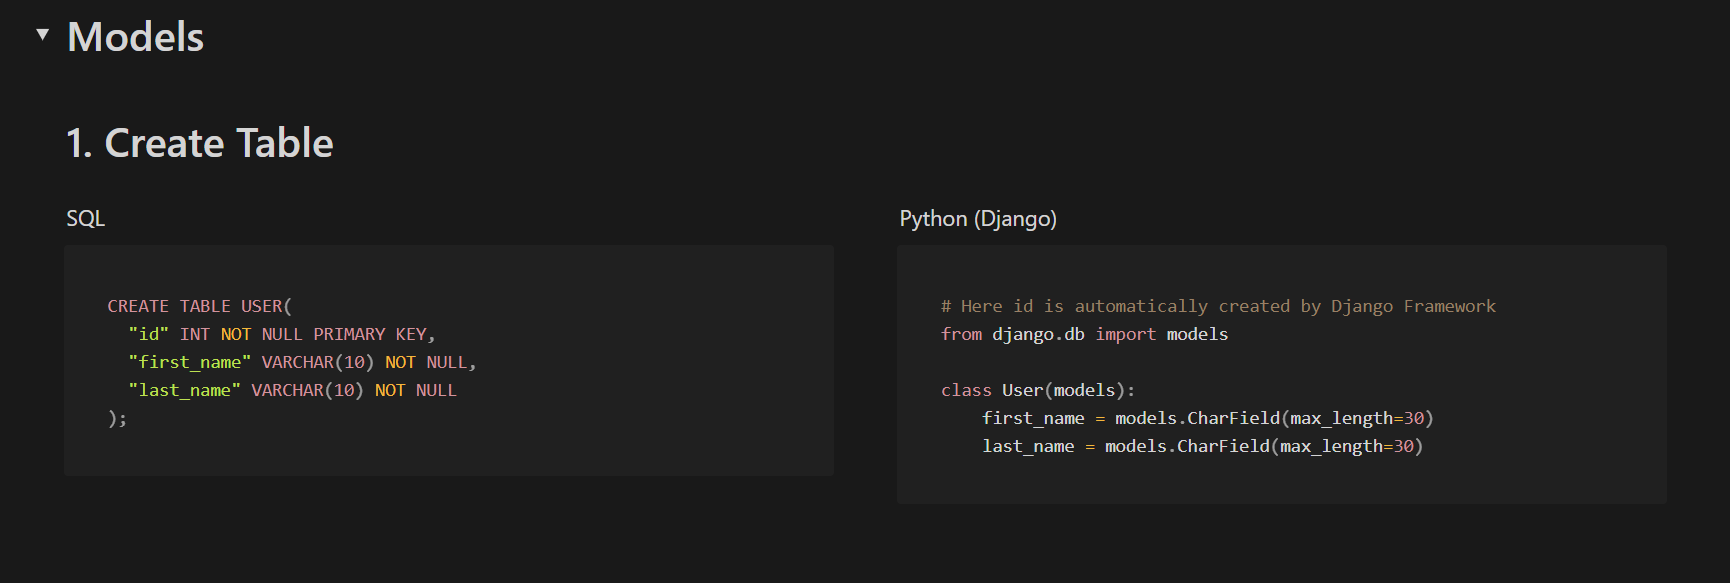 Models
1. Create Table
SQL
CREATE TABLE USER(
  "id" INT NOT NULL PRIMARY KEY,
  "first_name" VARCHAR(10) NOT NULL,
  "last_name" VARCHAR(10) NOT NULL
);
Python (Django)
# Here id is automatically created by Django Framework
from django.db import models

class User(models):
    first_name = models.CharField(max_length=30)
    last_name = models.CharField(max_length=30)